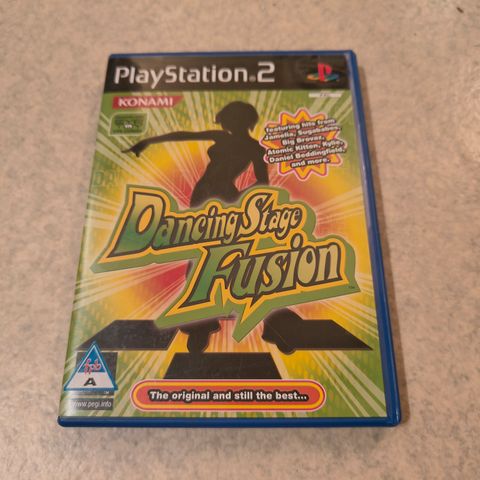 PlayStation®2
KONAMI
featuring hits from
Jamelia, Sugababes,
Big Brovaz,
Atomic Kitten, Kylie,
Daniel Beddingfield,
and more.
Dancing Stage
Fusion
A
www.pegi.info
The original and still the best...